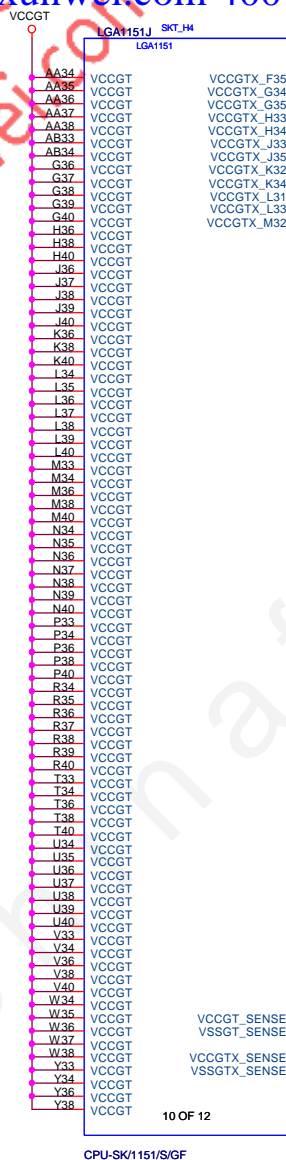 VCCGT
LGA1151J SKT_H4
LGA1151
AA34 VCCGT VCCGTX_F35
AA35 VCCGT VCCGTX_G34
AA36 VCCGT VCCGTX_G35
AA37 VCCGT VCCGTX_H33
AA38 VCCGT VCCGTX_H34
AB33 VCCGT VCCGTX_J33
AB34 VCCGT VCCGTX_J35
G36 VCCGT VCCGTX_K32
G37 VCCGT VCCGTX_K34
G38 VCCGT VCCGTX_L31
G39 VCCGT VCCGTX_L33
G40 VCCGT VCCGTX_M32
H36 VCCGT
H38 VCCGT
H40 VCCGT
J36 VCCGT
J37 VCCGT
J38 VCCGT
J39 VCCGT
J40 VCCGT
K36 VCCGT
K38 VCCGT
K40 VCCGT
L34 VCCGT
L35 VCCGT
L36 VCCGT
L37 VCCGT
L38 VCCGT
L39 VCCGT
L40 VCCGT
M33 VCCGT
M34 VCCGT
M36 VCCGT
M38 VCCGT
M40 VCCGT
N34 VCCGT
N35 VCCGT
N36 VCCGT
N37 VCCGT
N38 VCCGT
N39 VCCGT
N40 VCCGT
P33 VCCGT
P34 VCCGT
P36 VCCGT
P38 VCCGT
P40 VCCGT
R34 VCCGT
R35 VCCGT
R36 VCCGT
R37 VCCGT
R38 VCCGT
R39 VCCGT
R40 VCCGT
T33 VCCGT
T34 VCCGT
T36 VCCGT
T38 VCCGT
T40 VCCGT
U34 VCCGT
U35 VCCGT
U36 VCCGT
U37 VCCGT
U38 VCCGT
U39 VCCGT
U40 VCCGT
V33 VCCGT
V34 VCCGT
V36 VCCGT
V38 VCCGT
V40 VCCGT
W34 VCCGT
W35 VCCGT VCCGT_SENSE
W36 VCCGT VSSGT_SENSE
W37 VCCGT
W38 VCCGT VCCGTX_SENSE
Y33 VCCGT VSSGTX_SENSE
Y34 VCCGT
Y36 VCCGT
Y38 VCCGT
10 OF 12
CPU-SK/1151/S/GF